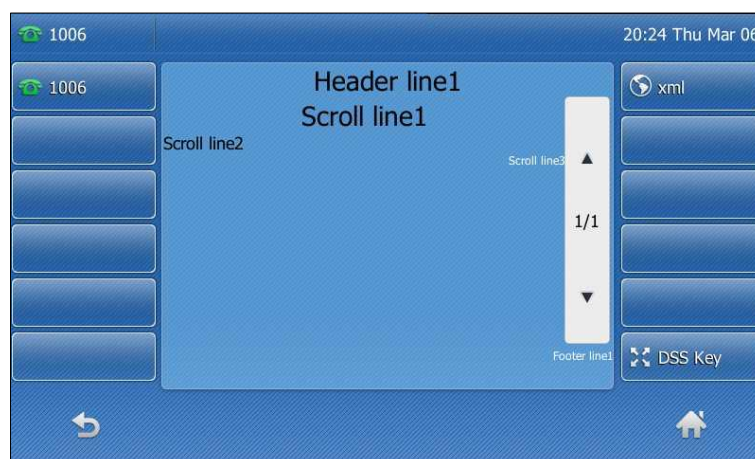 1006
20:24 Thu Mar 06
1006
Header line1
xml
Scroll line1
Scroll line2
Scroll line3
1/1
Footer line1
DSS Key